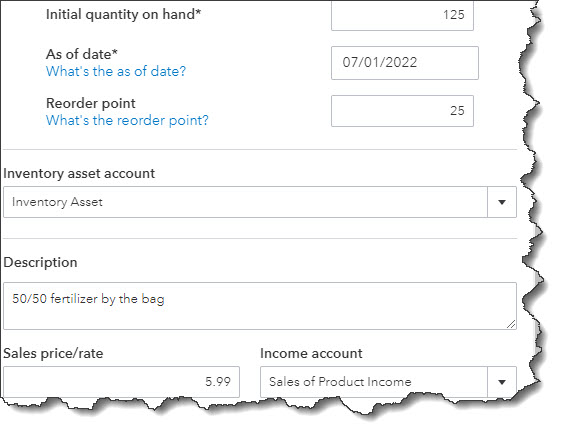 Initial quantity on hand*
125
As of date*
07/01/2022
What's the as of date?
Reorder point
25
What's the reorder point?
Inventory asset account
Inventory Asset
Description
50/50 fertilizer by the bag
Sales price/rate Income account
5.99 Sales of Product Income